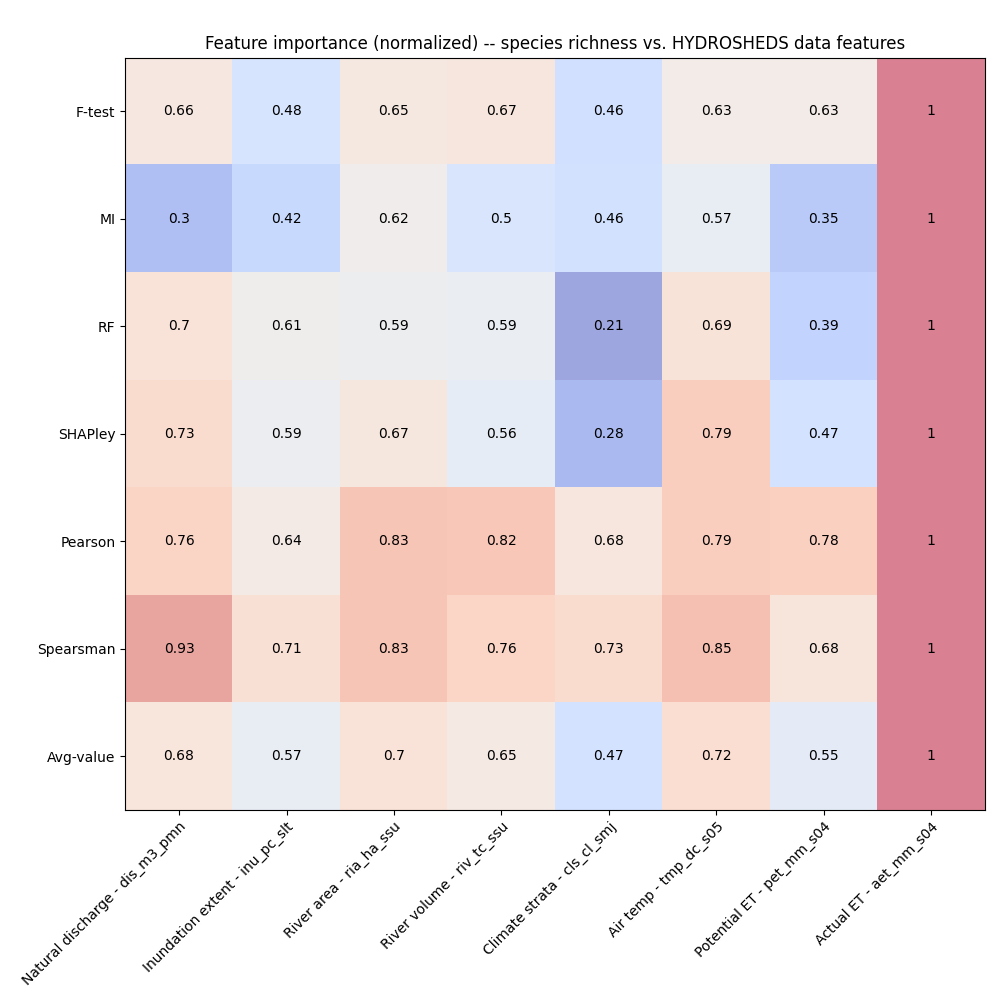 Feature importance (normalized) -- species richness vs. HYDROSHEDS data features
F-test 0.66 0.48 0.65 0.67 0.46 0.63 0.63 1
MI 0.3 0.42 0.62 0.5 0.46 0.57 0.35 1
RF 0.7 0.61 0.59 0.59 0.21 0.69 0.39 1
SHAPley 0.73 0.59 0.67 0.56 0.28 0.79 0.47 1
Pearson 0.76 0.64 0.83 0.82 0.68 0.79 0.78 1
Spearsman 0.93 0.71 0.83 0.76 0.73 0.85 0.68 1
Avg-value 0.68 0.57 0.7 0.65 0.47 0.72 0.55 1
Natural discharge - dis_m3_pmn
Inundation extent - inu_pc_slt
River area - ria_ha_ssu
River volume - riv_tc_ssu
Climate strata - cls_cl_smj
Air temp - tmp_dc_s05
Potential ET - pet_mm_s04
Actual ET - aet_mm_s04